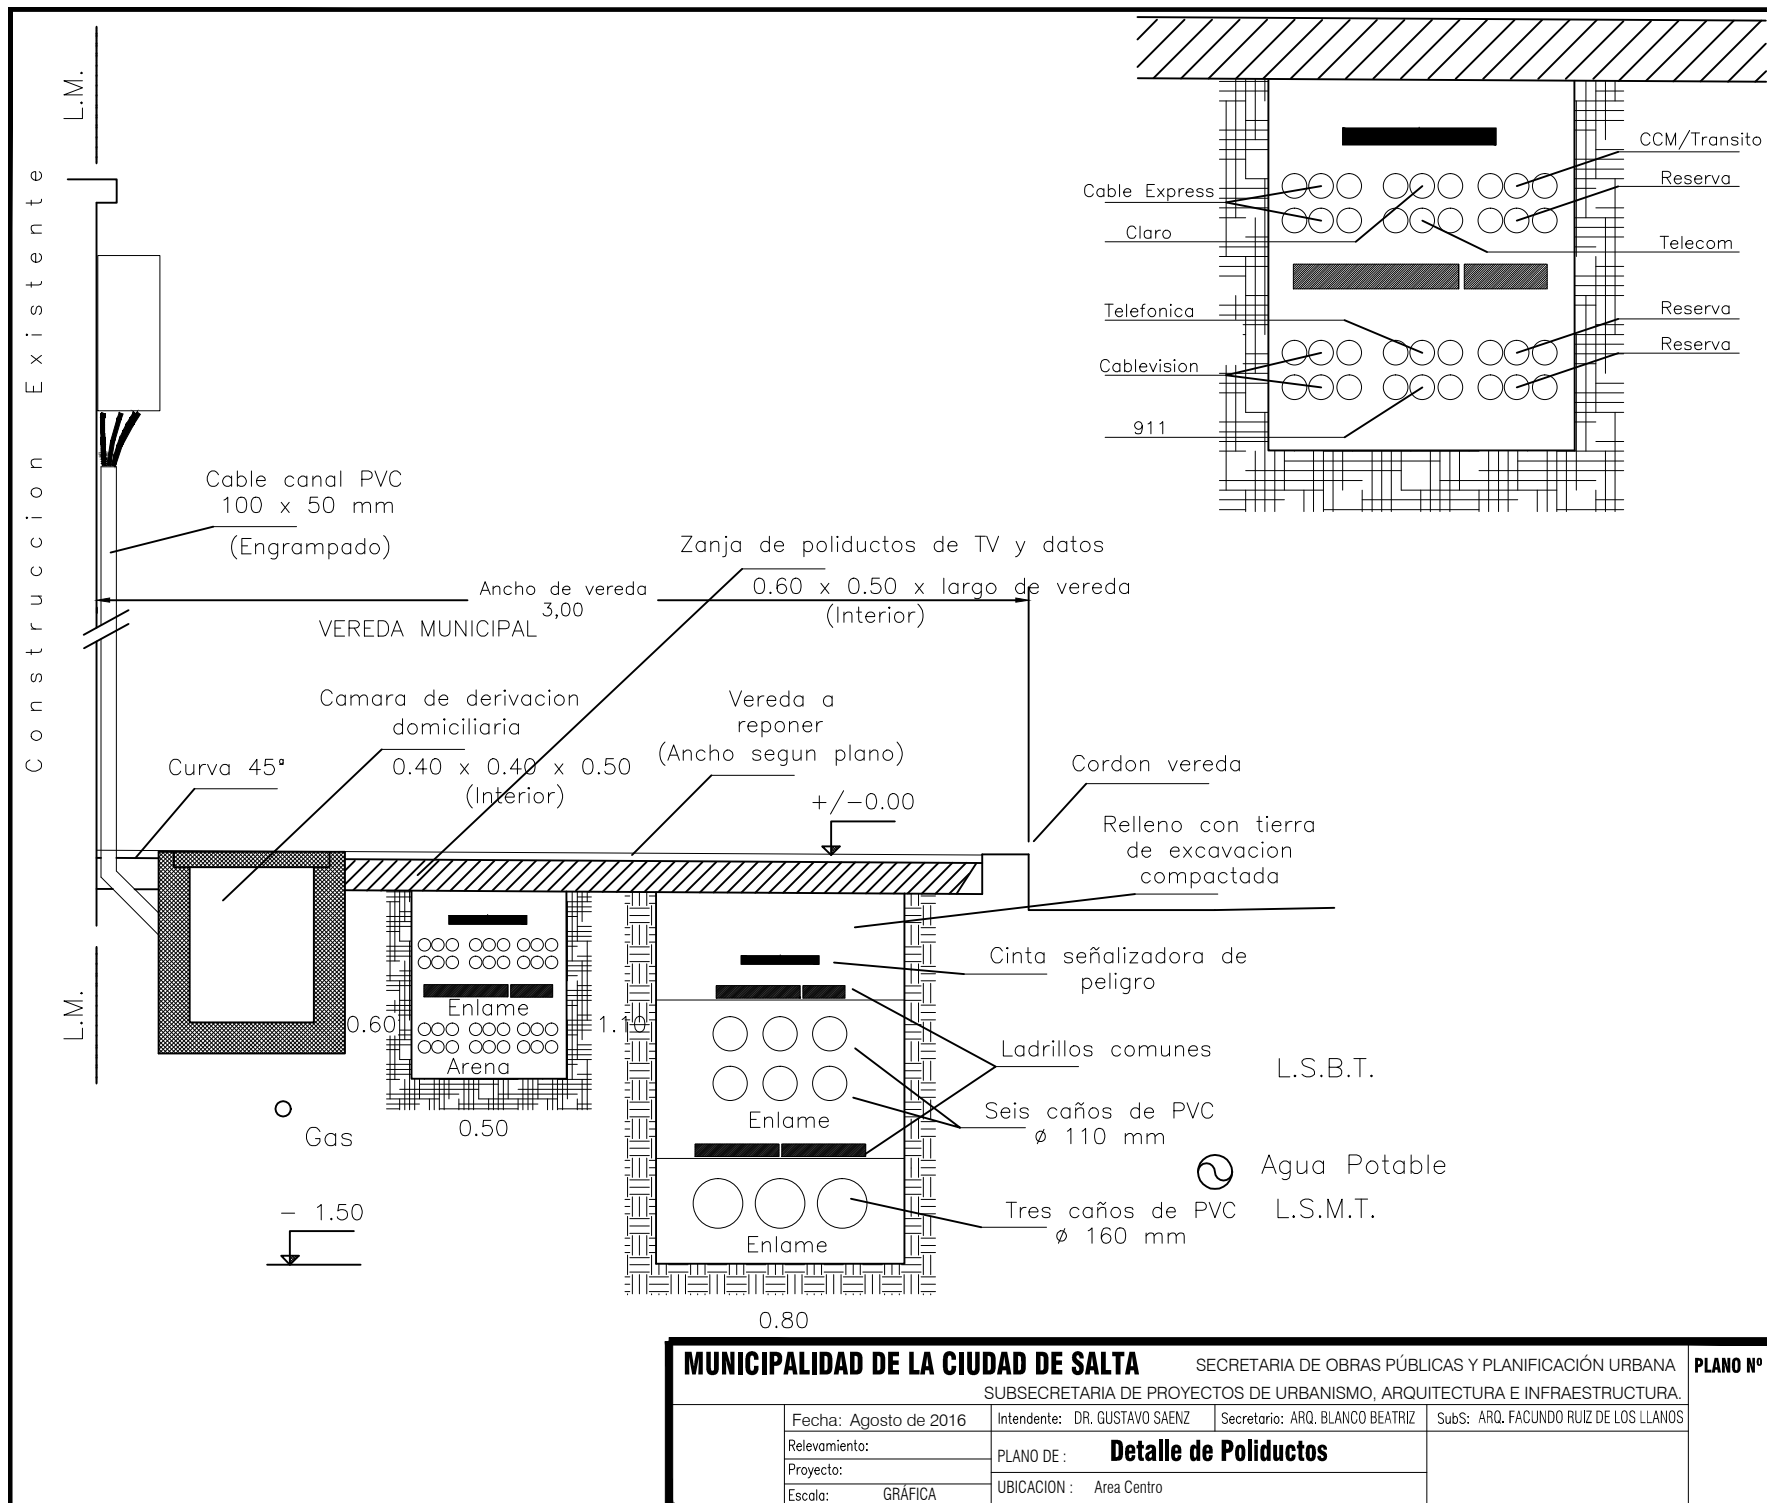 L.M.
Construccion Existente
L.M.
CCM/Transito
Cable Express
Reserva
Claro
Telecom
Telefonica
Reserva
Cablevision
Reserva
911
Cable canal PVC
100 x 50 mm
(Engrampado)
Zanja de poliductos de TV y datos
0.60 x 0.50 x largo de vereda
(Interior)
Ancho de vereda
3,00
VEREDA MUNICIPAL
Camara de derivacion
domiciliaria
0.40 x 0.40 x 0.50
(Interior)
Vereda a
reponer
(Ancho segun plano)
Curva 45°
+/-0.00
Cordon vereda
Relleno con tierra
de excavacion
compactada
Cinta señalizadora de
peligro
Enlame
0.60
1.10
Arena
0.50
Ladrillos comunes
L.S.B.T.
Gas
Seis caños de PVC
ø 110 mm
Enlame
Agua Potable
- 1.50
Tres caños de PVC
ø 160 mm
L.S.M.T.
Enlame
0.80
MUNICIPALIDAD DE LA CIUDAD DE SALTA
SECRETARIA DE OBRAS PÚBLICAS Y PLANIFICACIÓN URBANA
PLANO Nº
SUBSECRETARIA DE PROYECTOS DE URBANISMO, ARQUITECTURA E INFRAESTRUCTURA.
Fecha: Agosto de 2016
Intendente: DR. GUSTAVO SAENZ
Secretario: ARQ. BLANCO BEATRIZ
SubS: ARQ. FACUNDO RUIZ DE LOS LLANOS
Relevamiento:
PLANO DE : Detalle de Poliductos
Proyecto:
Escala: GRÁFICA
UBICACION : Area Centro